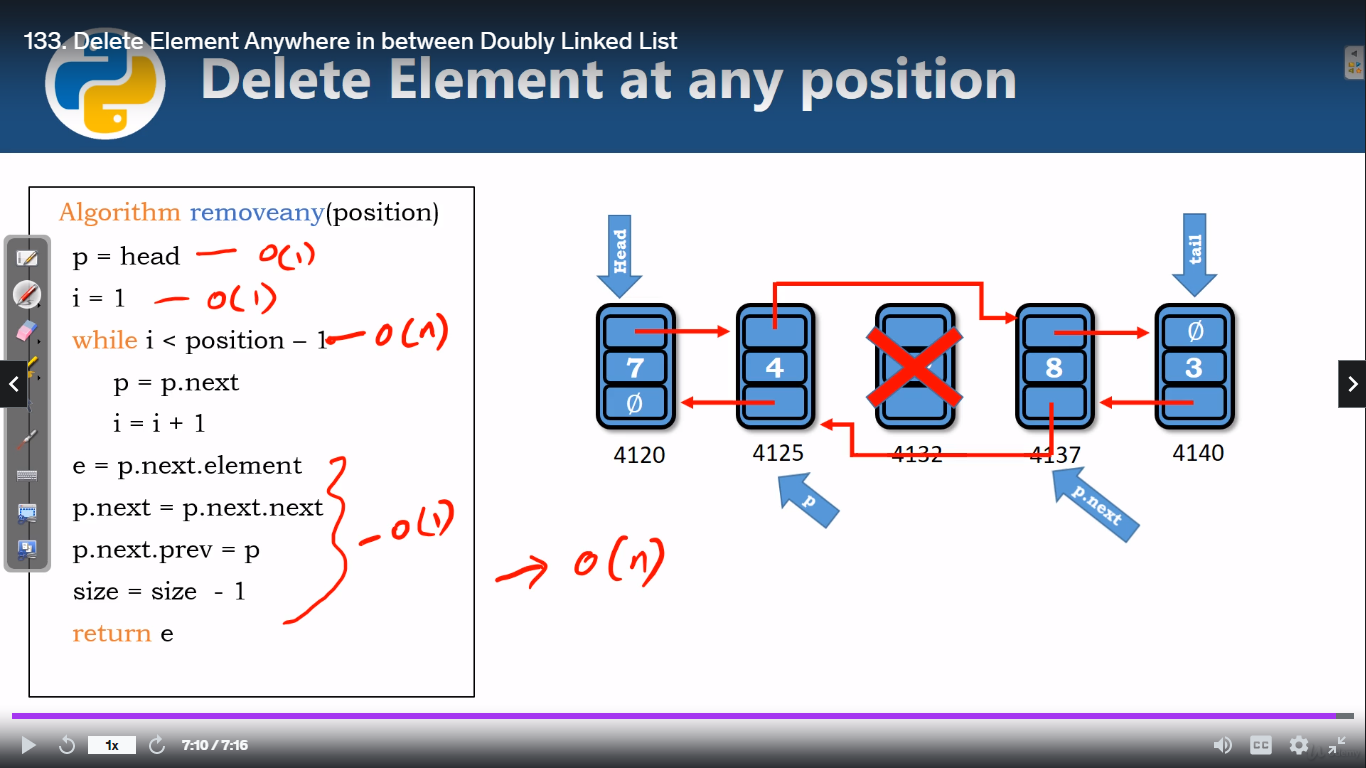 133. Delete Element Anywhere in between Doubly Linked List
Delete Element at any position
Algorithm removeany(position)
p = head — O(1)
i = 1 — O(1)
while i < position – 1 — O(n)
p = p.next
i = i + 1
e = p.next.element
p.next = p.next.next
p.next.prev = p
size = size - 1
return e
– O(1)
→ O(n)
Head
tail
7
∅
4
8
∅
3
4120
4125
4132
4137
4140
p
p.next
1x
7:10 / 7:16
CC